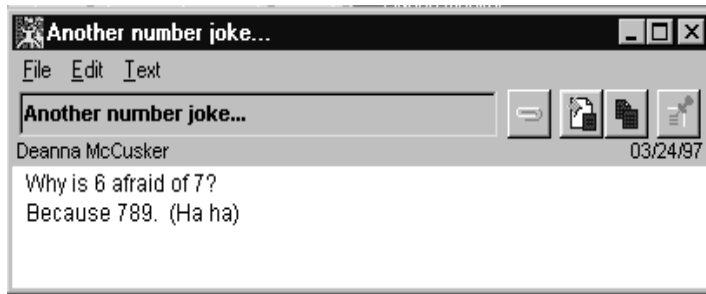 Another number joke...
File Edit Text
Another number joke...
Deanna McCusker 03/24/97
Why is 6 afraid of 7?
Because 789. (Ha ha)